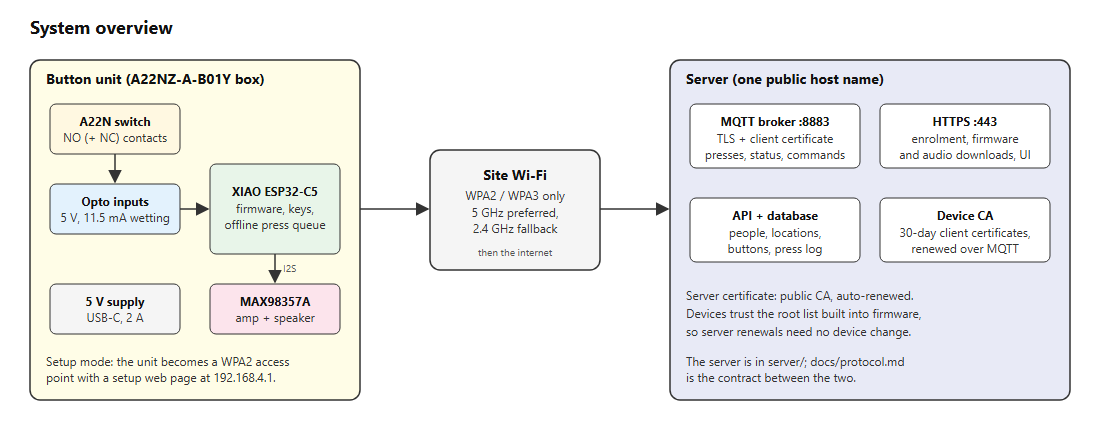 System overview
Button unit (A22NZ-A-B01Y box)
A22N switch
NO (+ NC) contacts
Opto inputs
5 V, 11.5 mA wetting
XIAO ESP32-C5
firmware, keys,
offline press queue
I2S
5 V supply
USB-C, 2 A
MAX98357A
amp + speaker
Setup mode: the unit becomes a WPA2 access
point with a setup web page at 192.168.4.1.
Site Wi-Fi
WPA2 / WPA3 only
5 GHz preferred,
2.4 GHz fallback
then the internet
Server (one public host name)
MQTT broker :8883
TLS + client certificate
presses, status, commands
HTTPS :443
enrolment, firmware
and audio downloads, UI
API + database
people, locations,
buttons, press log
Device CA
30-day client certificates,
renewed over MQTT
Server certificate: public CA, auto-renewed.
Devices trust the root list built into firmware,
so server renewals need no device change.
The server is in server/; docs/protocol.md
is the contract between the two.